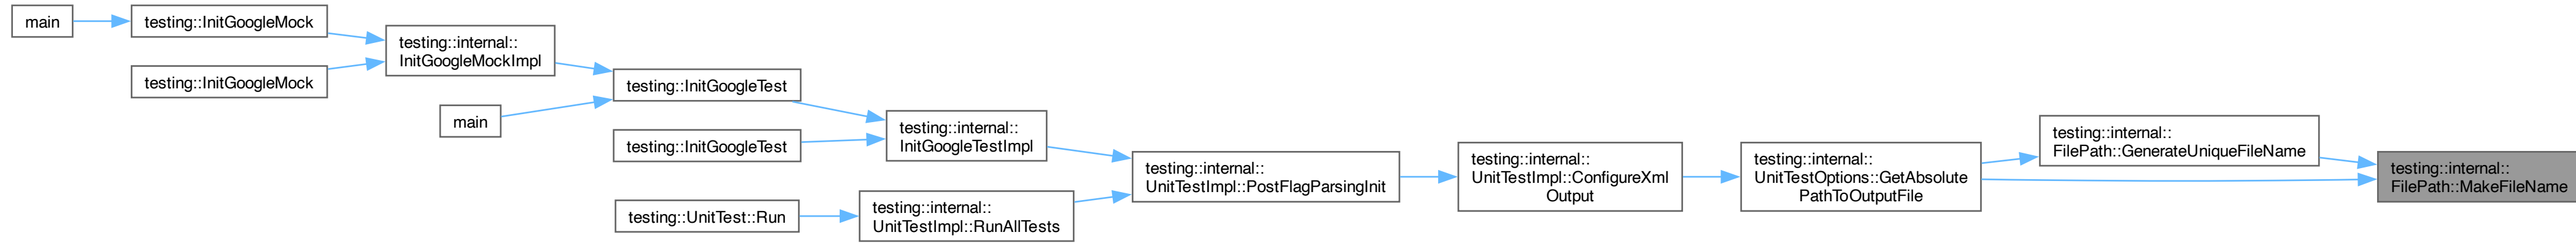 main
testing::InitGoogleMock
testing::InitGoogleMock
testing::internal::
InitGoogleMockImpl
main
testing::InitGoogleTest
testing::InitGoogleTest
testing::UnitTest::Run
testing::internal::
InitGoogleTestImpl
testing::internal::
UnitTestImpl::RunAllTests
testing::internal::
UnitTestImpl::PostFlagParsingInit
testing::internal::
UnitTestImpl::ConfigureXml
Output
testing::internal::
UnitTestOptions::GetAbsolute
PathToOutputFile
testing::internal::
FilePath::GenerateUniqueFileName
testing::internal::
FilePath::MakeFileName